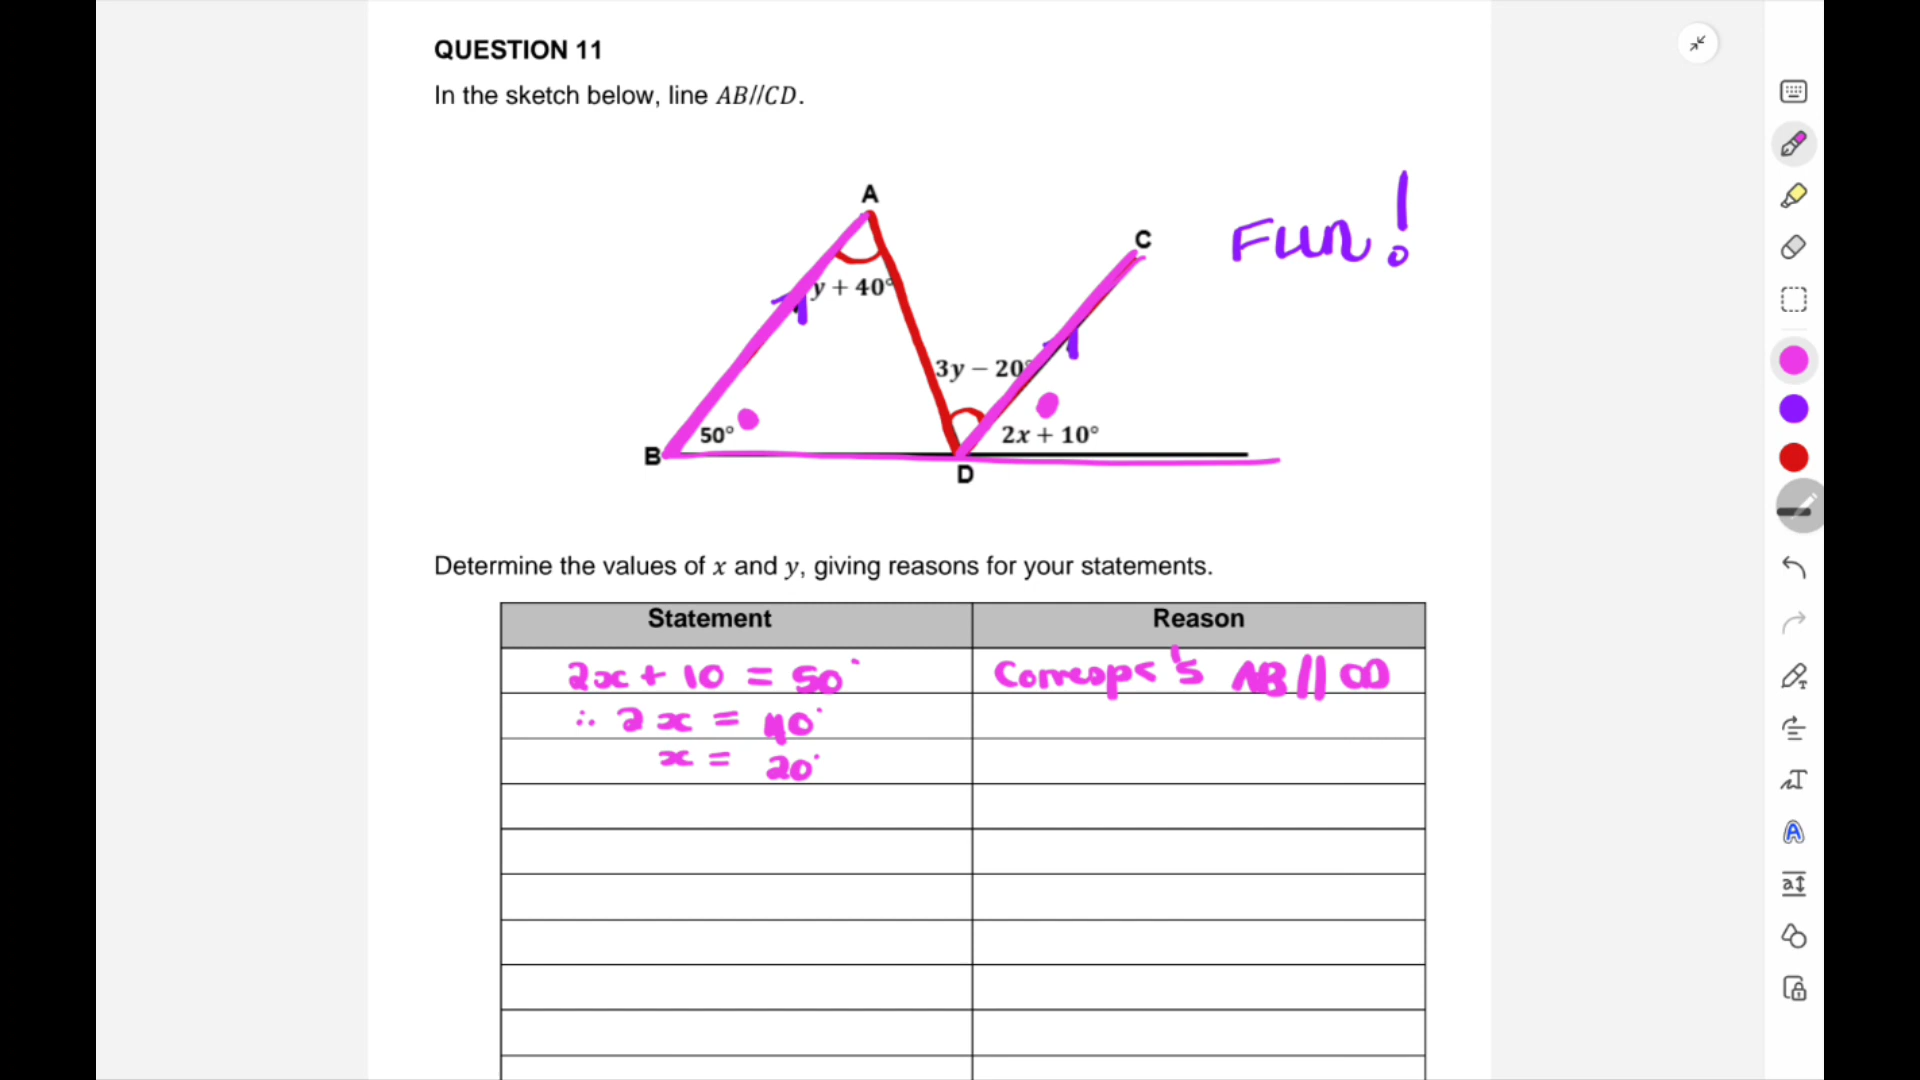 QUESTION 11
In the sketch below, line AB//CD.
A
C
Fun!
y + 40°
3y − 20°
50°
2x + 10°
B
D
Determine the values of x and y, giving reasons for your statements.
Statement Reason
2x + 10 = 50° Corresp <'s AB // CD
∴ 2x = 40°
x = 20°